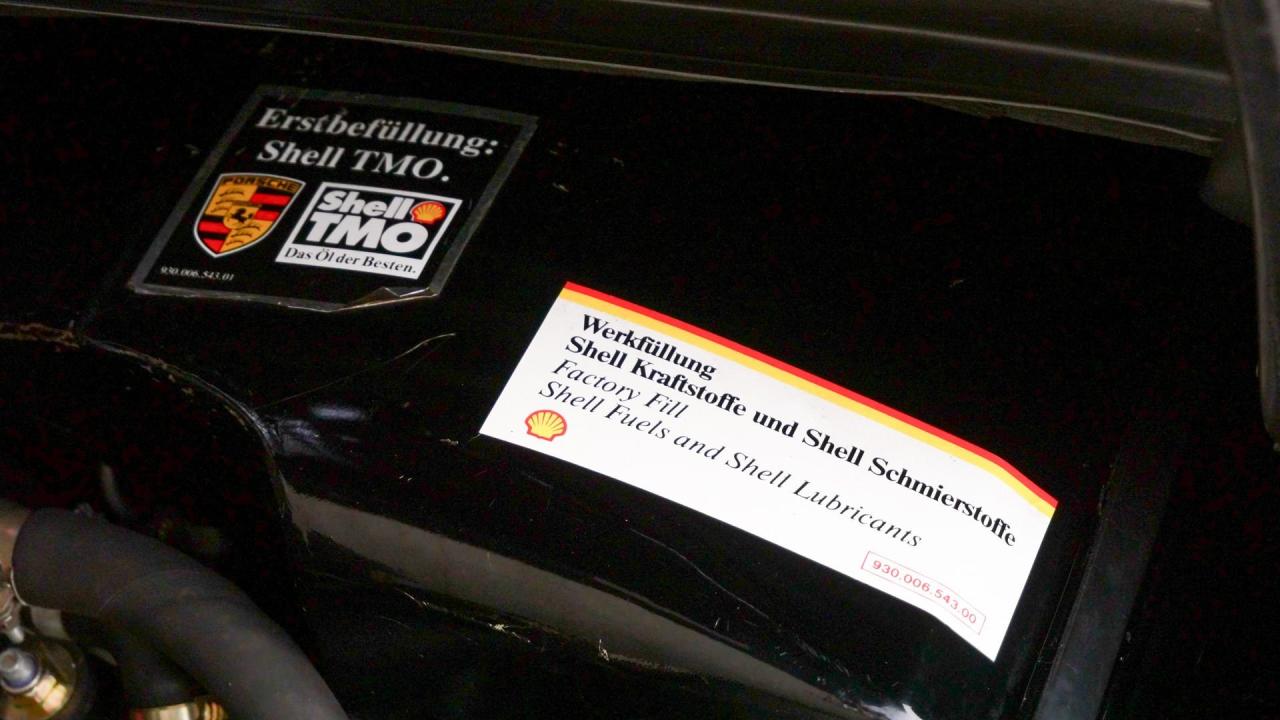 Erstbefüllung:
Shell TMO.
PORSCHE
Shell
TMO
Das Öl der Besten.
930.006.543.01
Werkfüllung
Shell Kraftstoffe und Shell Schmierstoffe
Factory Fill
Shell Fuels and Shell Lubricants
930.006.543.00